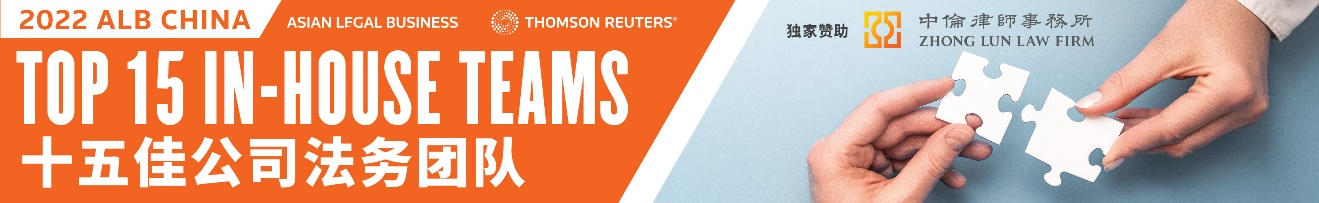 2022 ALB CHINA
ASIAN LEGAL BUSINESS
THOMSON REUTERS®
TOP 15 IN-HOUSE TEAMS
十五佳公司法务团队
独家赞助
中倫律師事務所
ZHONG LUN LAW FIRM